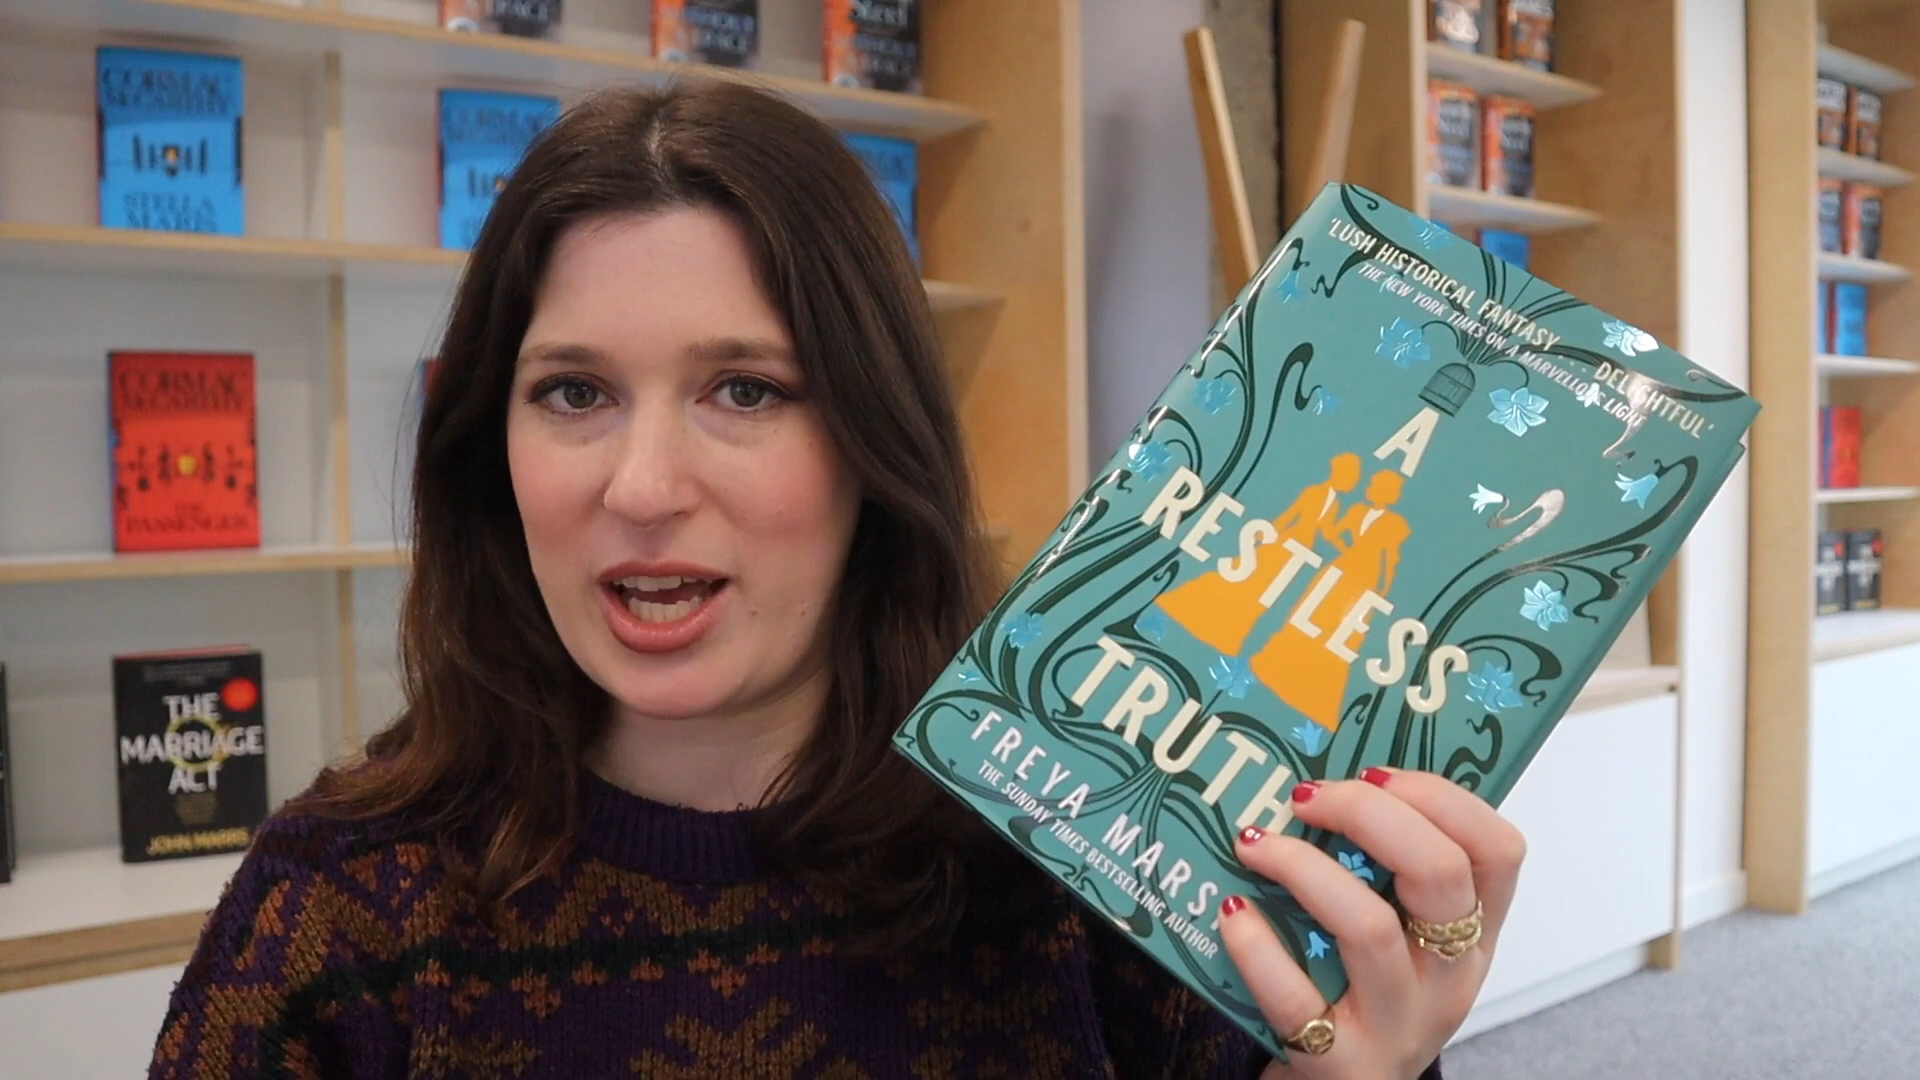 'LUSH HISTORICAL FANTASY . . . DELIGHTFUL'
THE NEW YORK TIMES ON A MARVELLOUS LIGHT
A
RESTLESS
TRUTH
FREYA MARSK
THE SUNDAY TIMES BESTSELLING AUTHOR
CORMAC
McCARTHY
STELLA
MARIS
CORMAC
McCARTHY
THE
PASSENGER
THE
MARRIAGE
ACT
JOHN MARRS